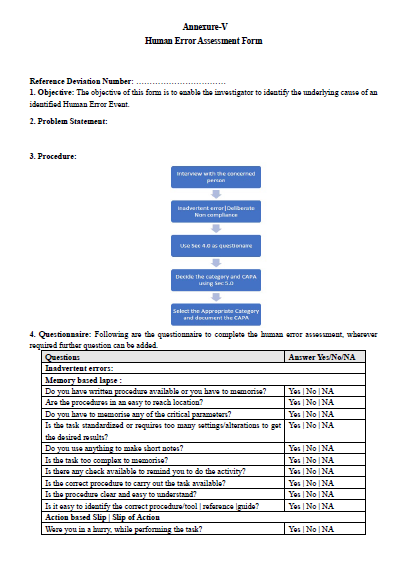 Annexure-V
Human Error Assessment Form
Reference Deviation Number: ................................
1. Objective: The objective of this form is to enable the investigator to identify the underlying cause of an
identified Human Error Event.
2. Problem Statement:
3. Procedure:
Interview with the concerned
person
Inadvertent error|Deliberate
Non compliance
Use Sec 4.0 as questionaire
Decide the category and CAPA
using Sec 5.0
Select the Appropriate Category
and document the CAPA
4. Questionnaire: Following are the questionnaire to complete the human error assessment, wherever
required further question can be added.
Questions Answer Yes/No/NA
Inadvertent errors:
Memory based lapse :
Do you have written procedure available or you have to memorise? Yes | No | NA
Are the procedures in an easy to reach location? Yes | No | NA
Do you have to memorise any of the critical parameters? Yes | No | NA
Is the task standardized or requires too many settings/alterations to get Yes | No | NA
the desired results?
Do you use anything to make short notes? Yes | No | NA
Is the task too complex to memorise? Yes | No | NA
Is there any check available to remind you to do the activity? Yes | No | NA
Is the correct procedure to carry out the task available? Yes | No | NA
Is the procedure clear and easy to understand? Yes | No | NA
Is it easy to identify the correct procedure/tool | reference |guide? Yes | No | NA
Action based Slip | Slip of Action
Were you in a hurry, while performing the task? Yes | No | NA